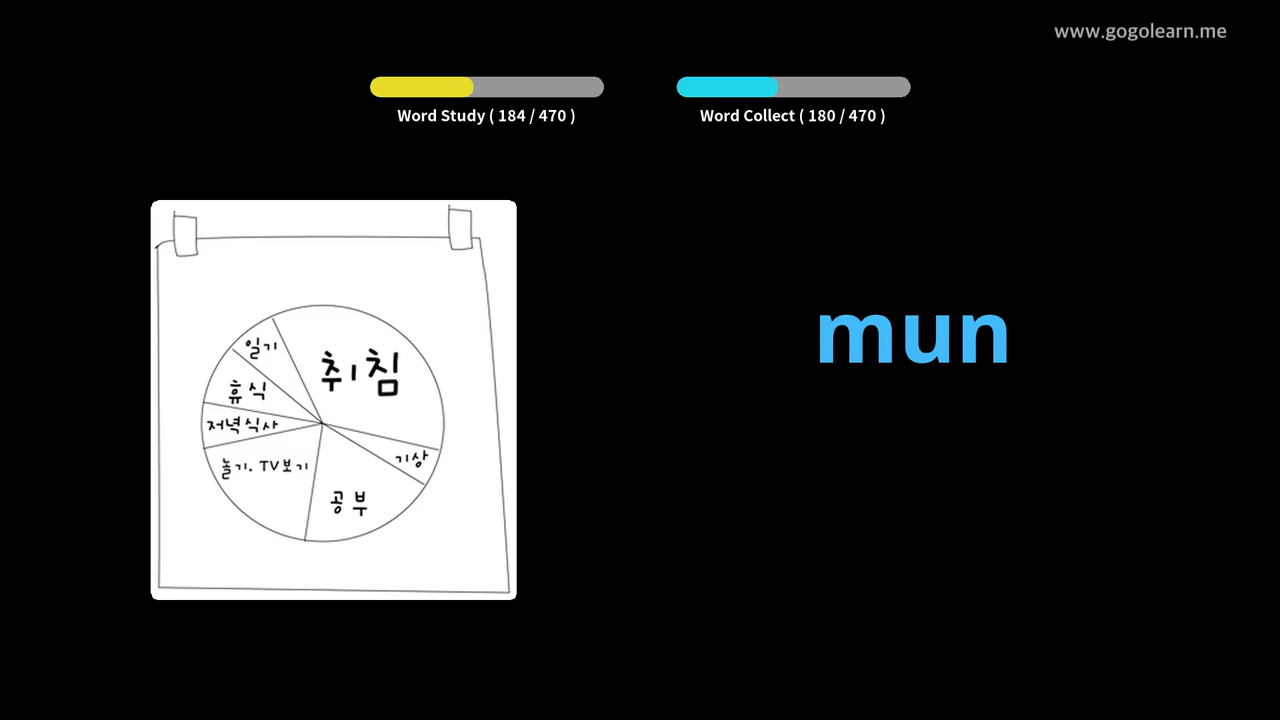 www.gogolearn.me
Word Study ( 184 / 470 )
Word Collect ( 180 / 470 )
일기
취침
휴식
저녁식사
놀기. TV보기
기상
공부
mun